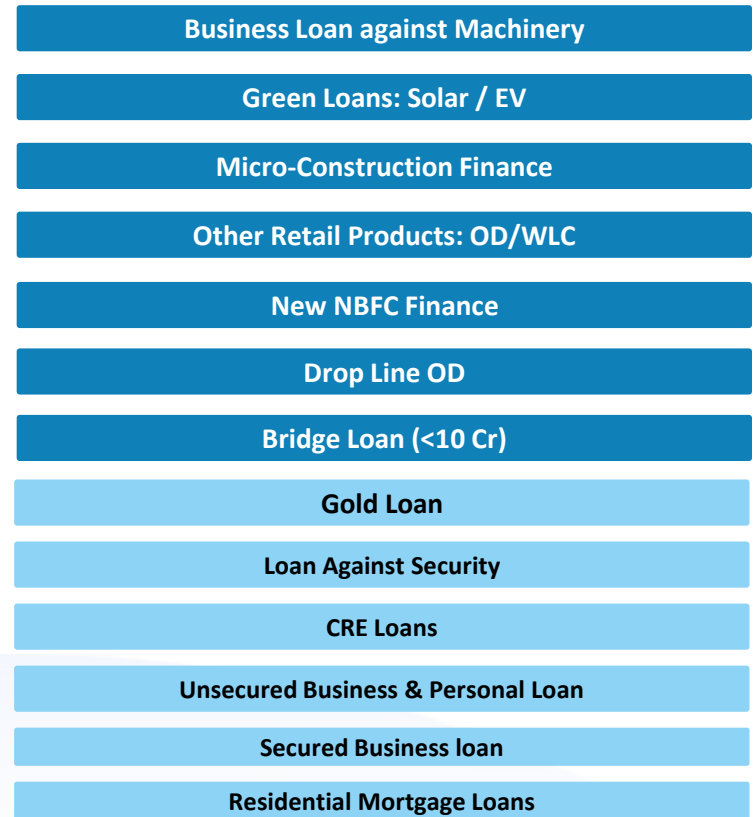 Business Loan against Machinery
Green Loans: Solar / EV
Micro-Construction Finance
Other Retail Products: OD/WLC
New NBFC Finance
Drop Line OD
Bridge Loan (<10 Cr)
Gold Loan
Loan Against Security
CRE Loans
Unsecured Business & Personal Loan
Secured Business loan
Residential Mortgage Loans